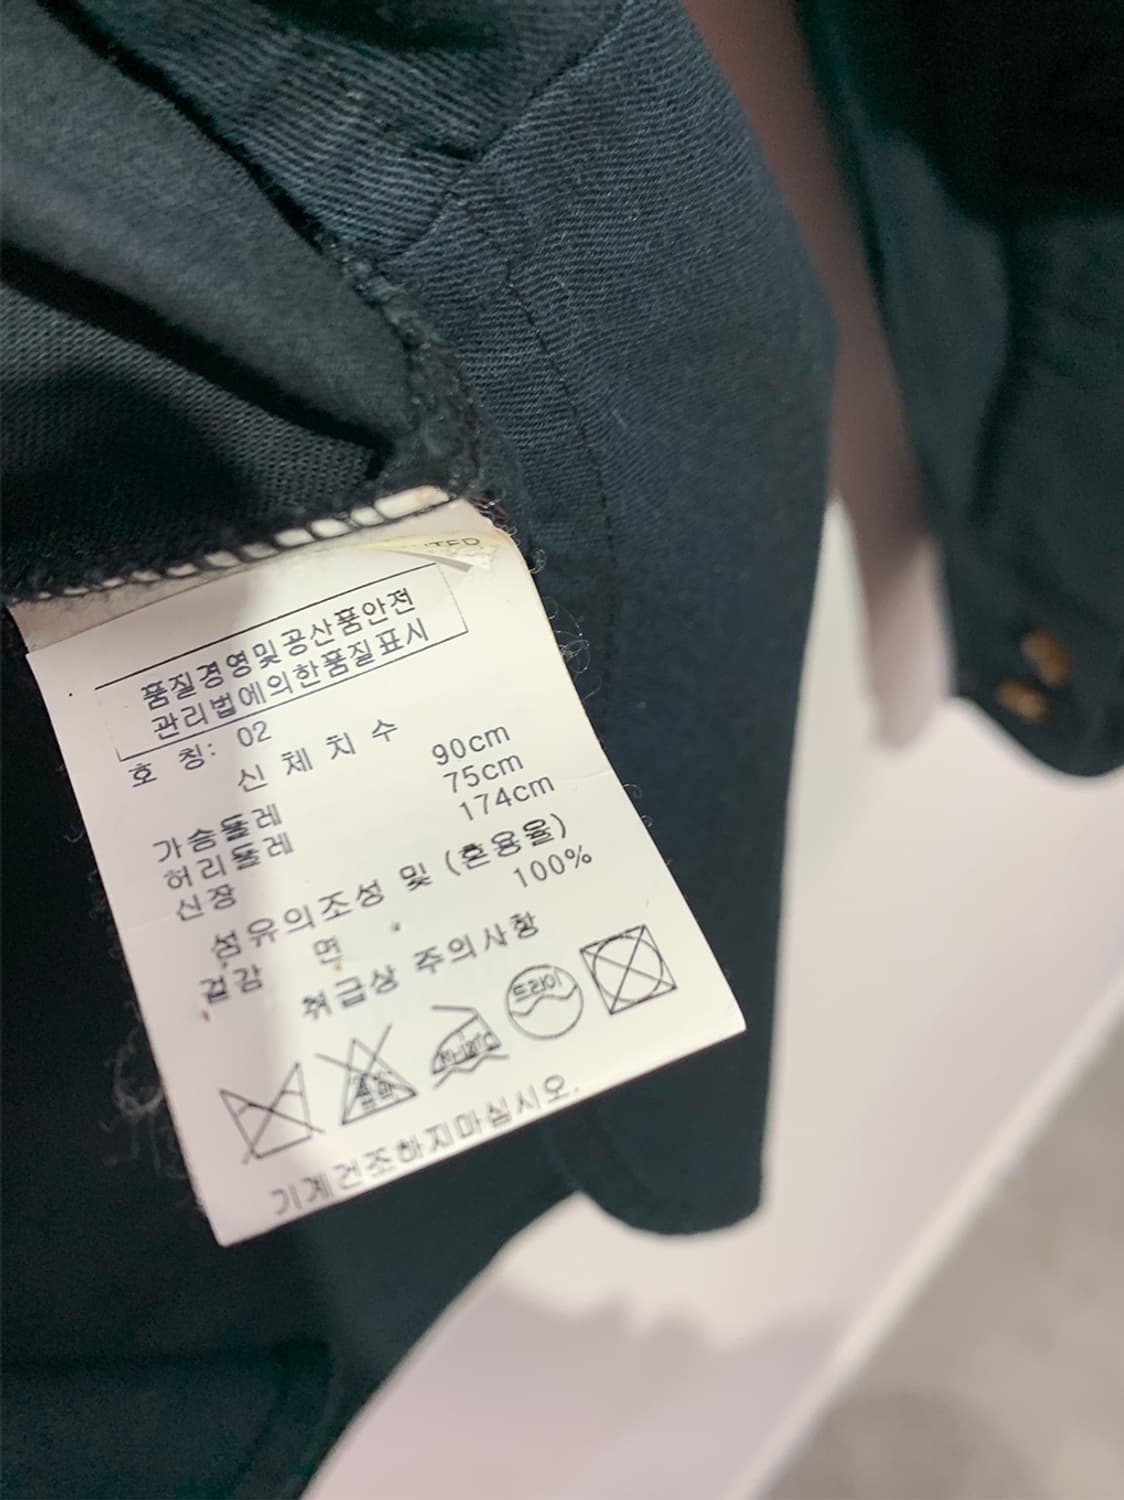 품질경영및공산품안전
관리법에의한품질표시
호 칭: 02
신 체 치 수
가슴둘레 90cm
허리둘레 75cm
신장 174cm
섬유의조성 및 (혼용율)
겉감 면 100%
취급상 주의사항
드라이
기계건조하지마십시오.